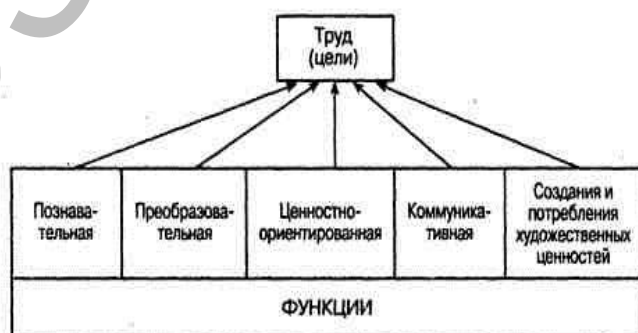 Труд
(цели)
Познава-
тельная
Преобразова-
тельная
Ценностно-
ориентированная
Коммуника-
тивная
Создания и
потребления
художественных
ценностей
ФУНКЦИИ